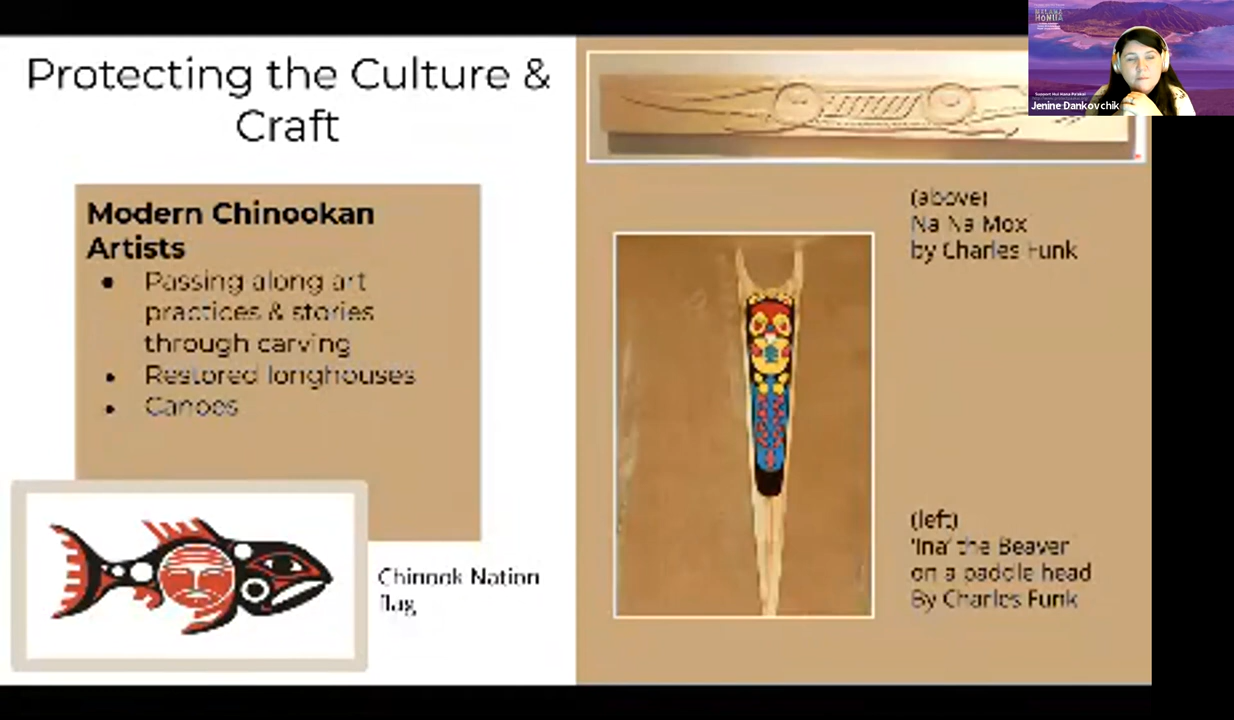 Protecting the Culture &
Craft
Modern Chinookan
Artists
• Passing along art
practices & stories
through carving
• Restored longhouses
• Canoes
Chinook Nation
flag
(above)
Na Na Mox
by Charles Funk
(left)
'Ina' the Beaver
on a paddle head
By Charles Funk
Jenine Dankovchik